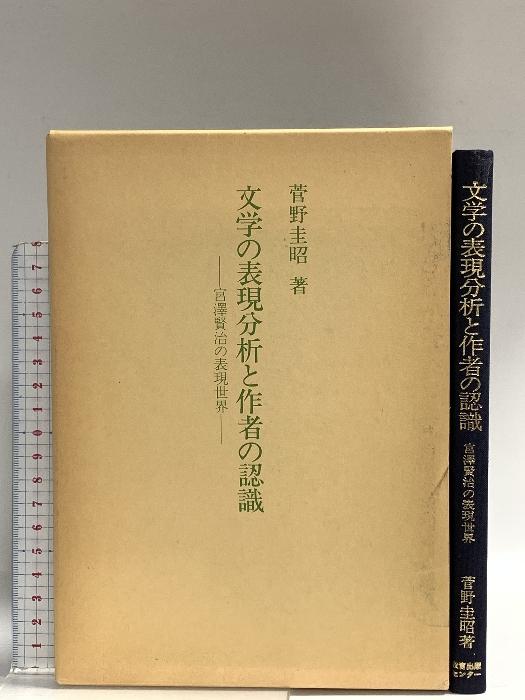 菅野圭昭 著
文学の表現分析と作者の認識
――宮澤賢治の表現世界――
文学の表現分析と作者の認識
宮澤賢治の表現世界
菅野圭昭著
教育出版
センター